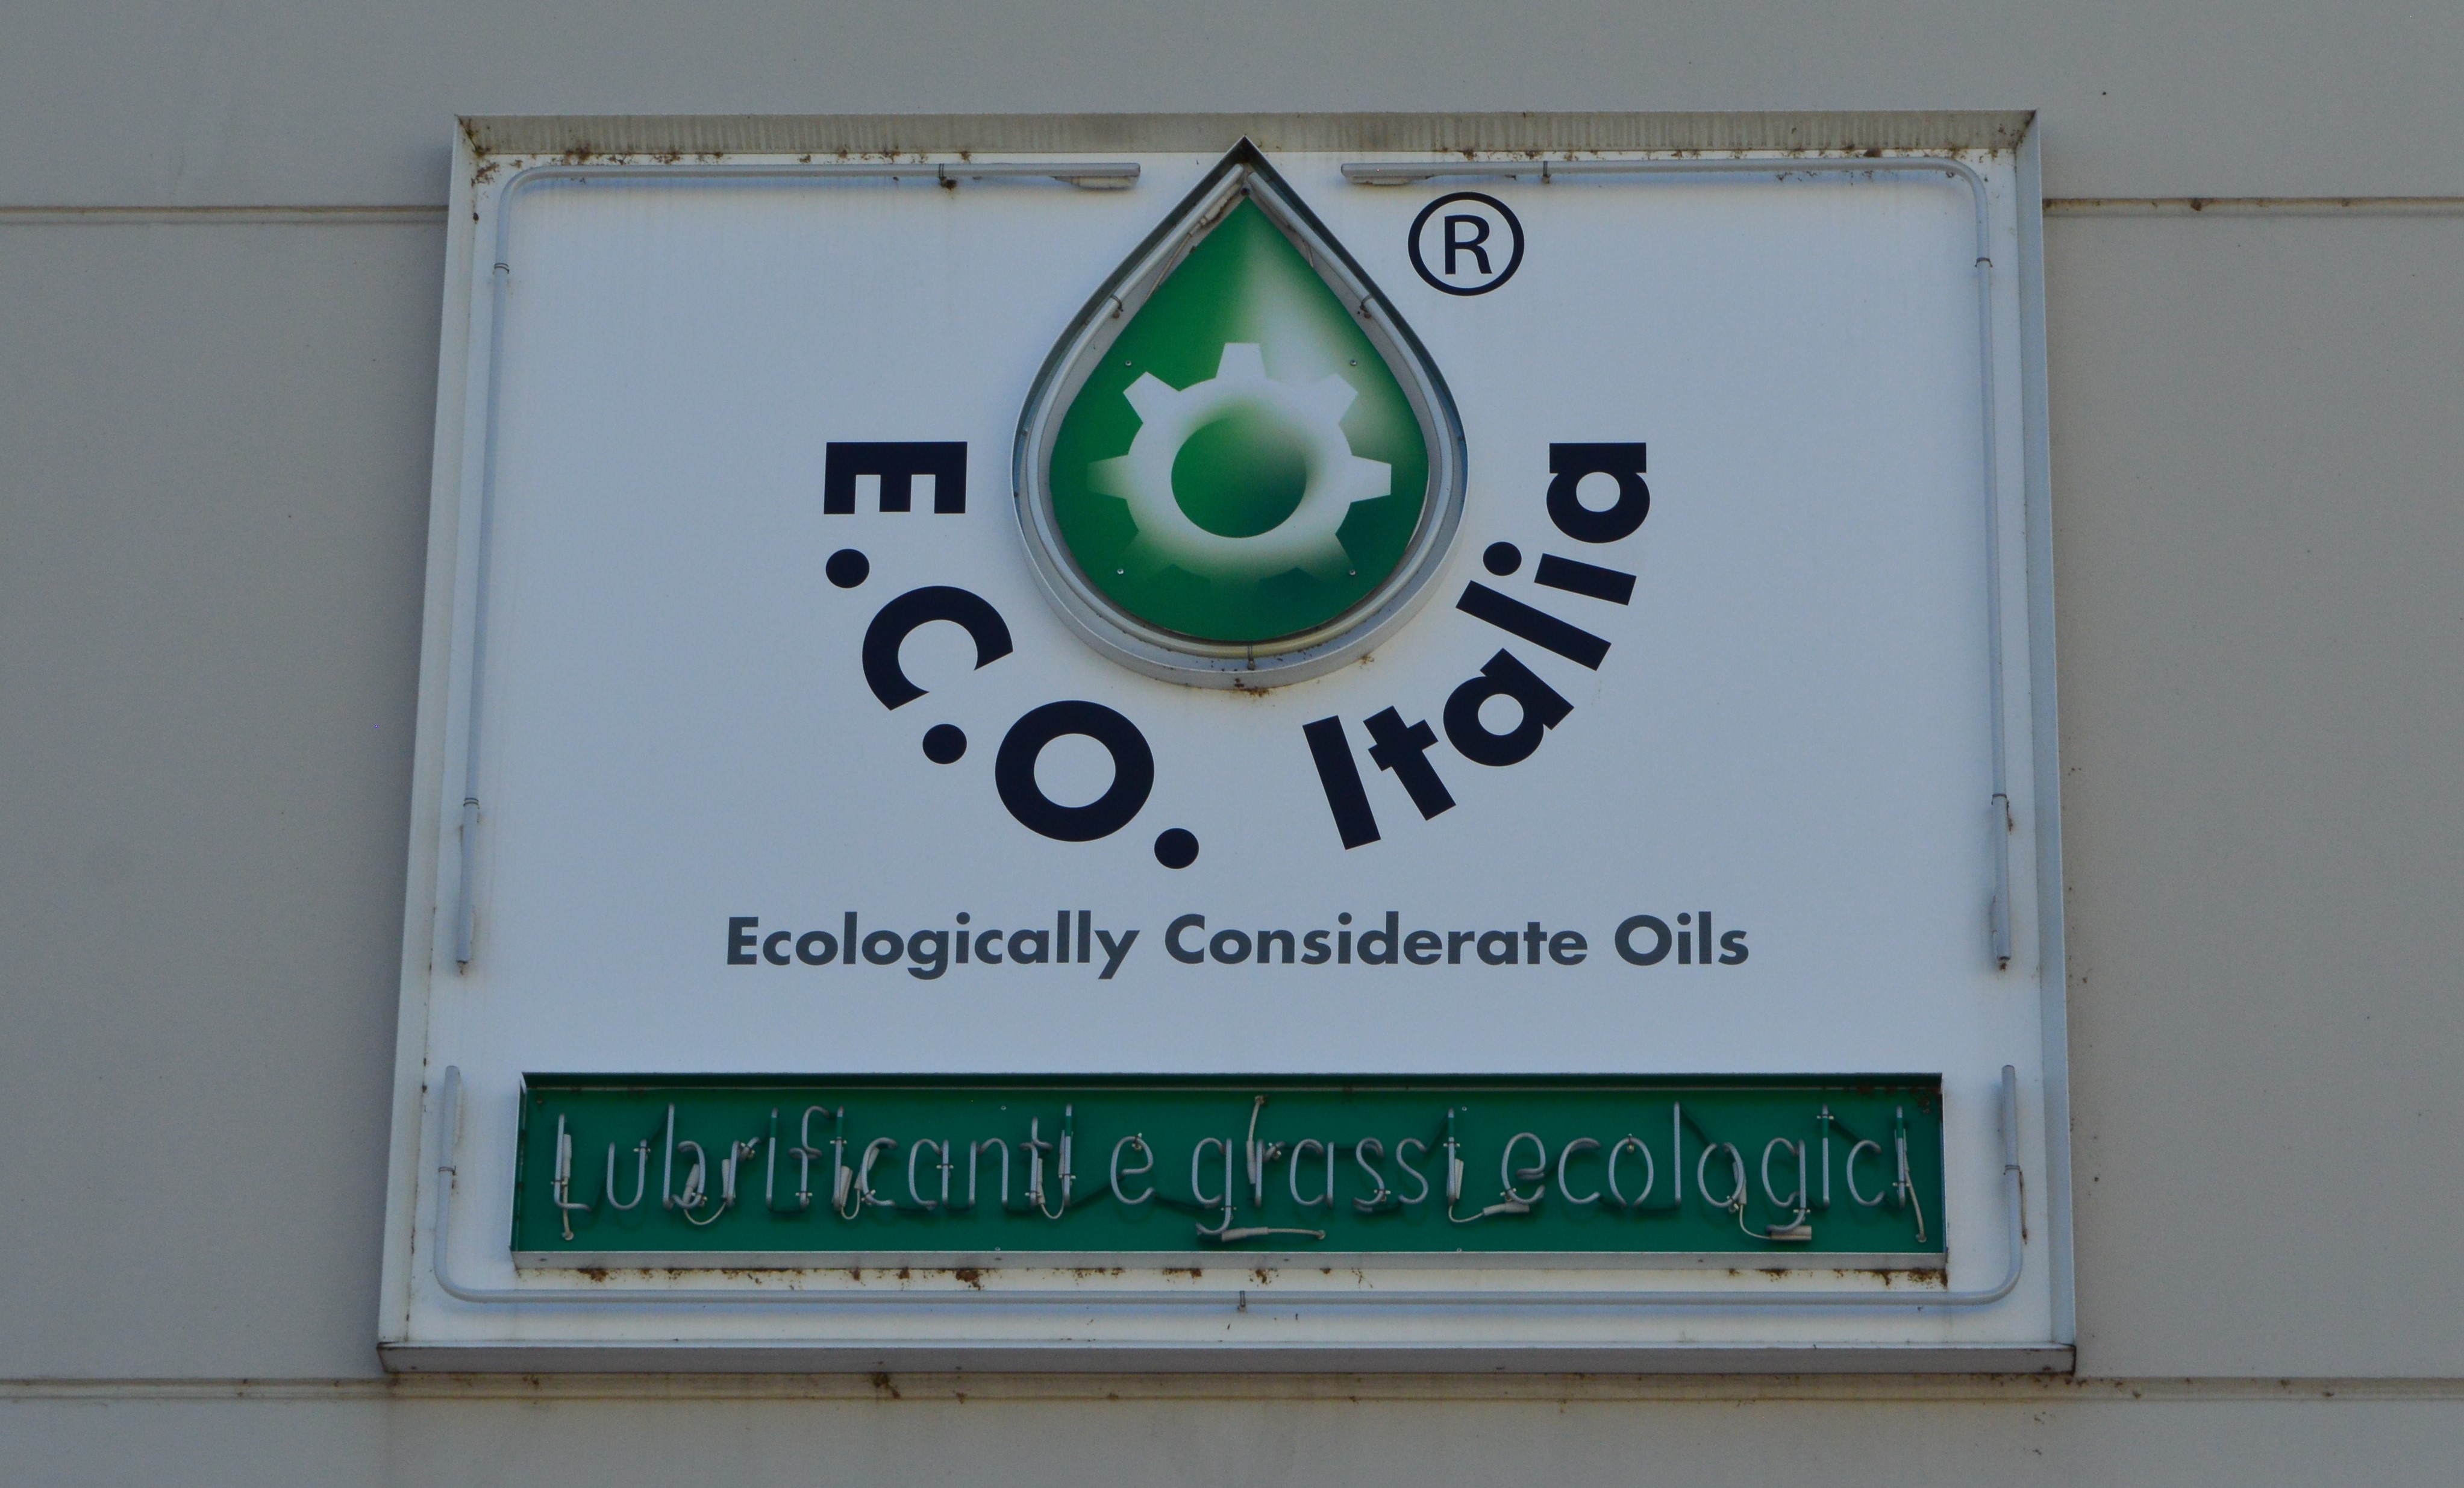 ®
E.C.O. Italia
Ecologically Considerate Oils
Lubrificanti e grassi ecologici